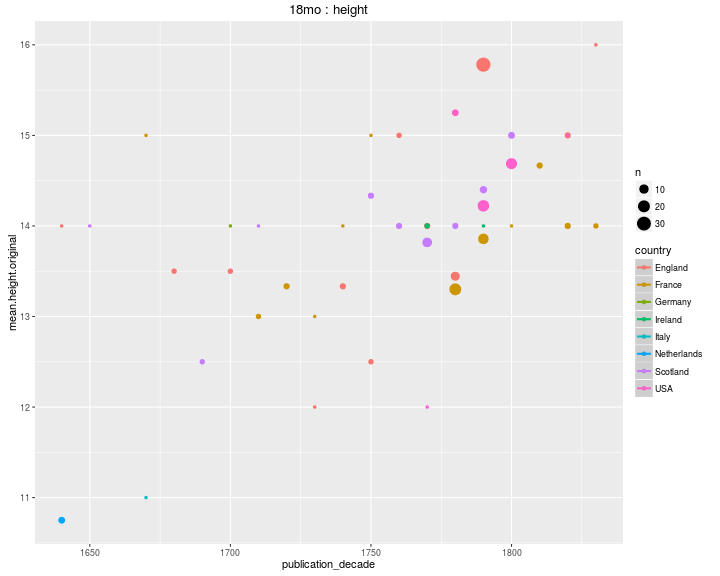 18mo : height
16
15
14
13
12
11
mean.height.original
1650
1700
1750
1800
publication_decade
n
10
20
30
country
England
France
Germany
Ireland
Italy
Netherlands
Scotland
USA